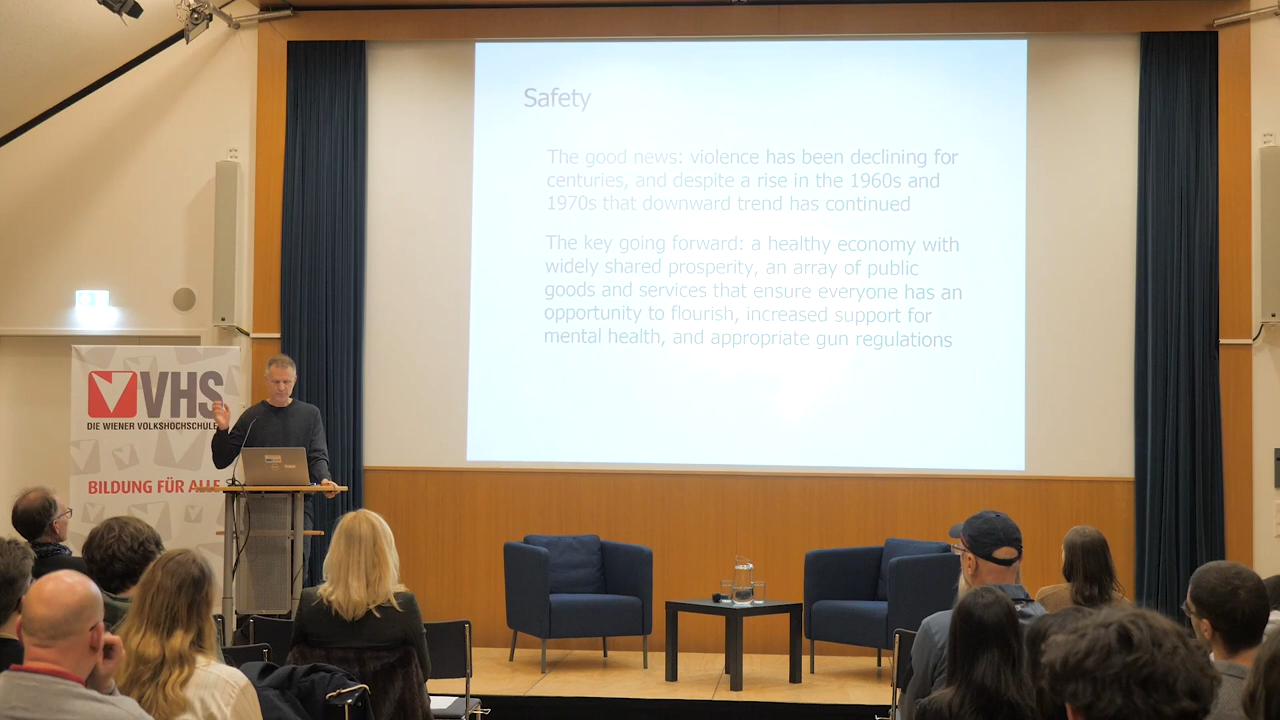 Safety
The good news: violence has been declining for
centuries, and despite a rise in the 1960s and
1970s that downward trend has continued
The key going forward: a healthy economy with
widely shared prosperity, an array of public
goods and services that ensure everyone has an
opportunity to flourish, increased support for
mental health, and appropriate gun regulations
VHS
DIE WIENER VOLKSHOCHSCHULE
BILDUNG FÜR ALLE